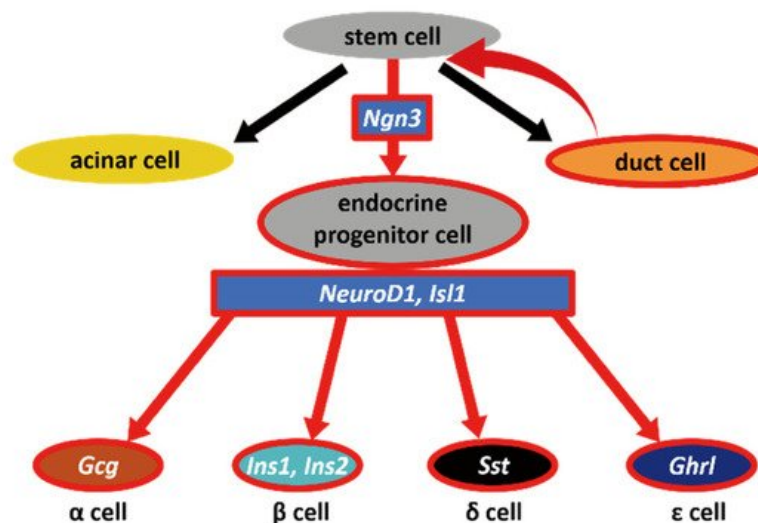 stem cell
Ngn3
acinar cell
duct cell
endocrine
progenitor cell
NeuroD1, Isl1
Gcg
Ins1, Ins2
Sst
Ghrl
α cell
β cell
δ cell
ε cell